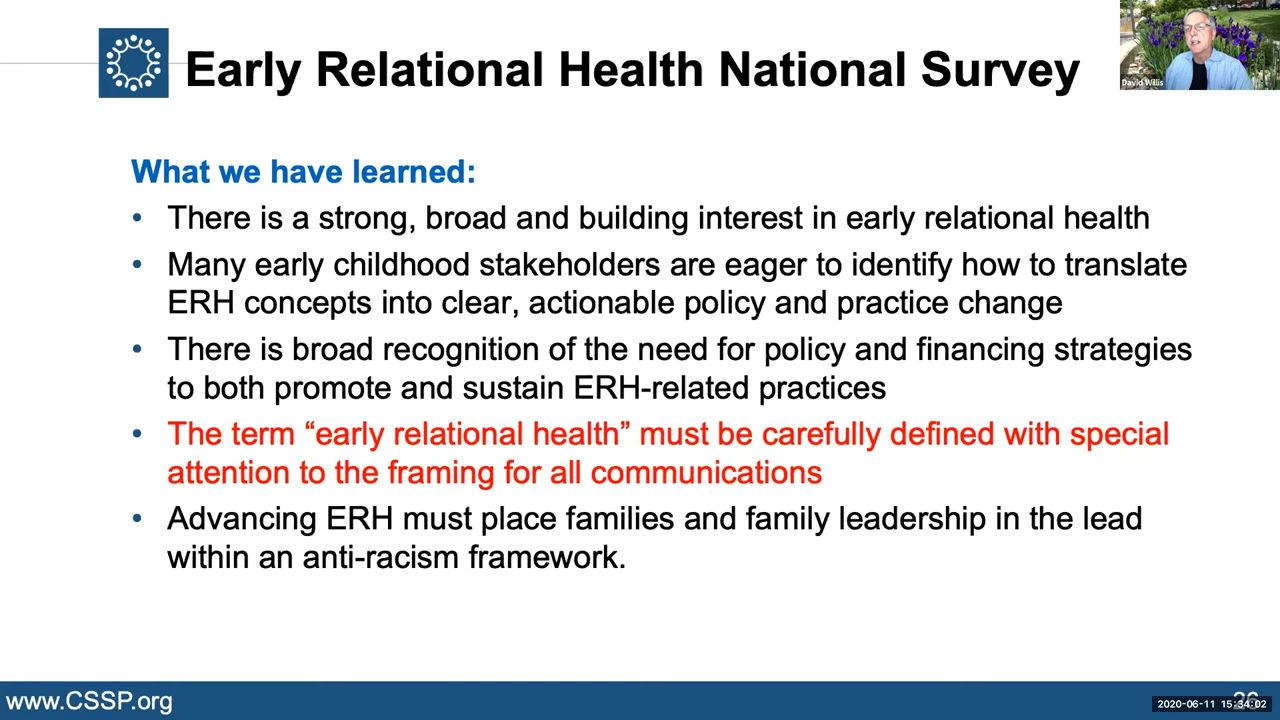 Early Relational Health National Survey
David Willis
What we have learned:
• There is a strong, broad and building interest in early relational health
• Many early childhood stakeholders are eager to identify how to translate
ERH concepts into clear, actionable policy and practice change
• There is broad recognition of the need for policy and financing strategies
to both promote and sustain ERH-related practices
• The term “early relational health” must be carefully defined with special
attention to the framing for all communications
• Advancing ERH must place families and family leadership in the lead
within an anti-racism framework.
www.CSSP.org
26
2020-06-11 15:34:02